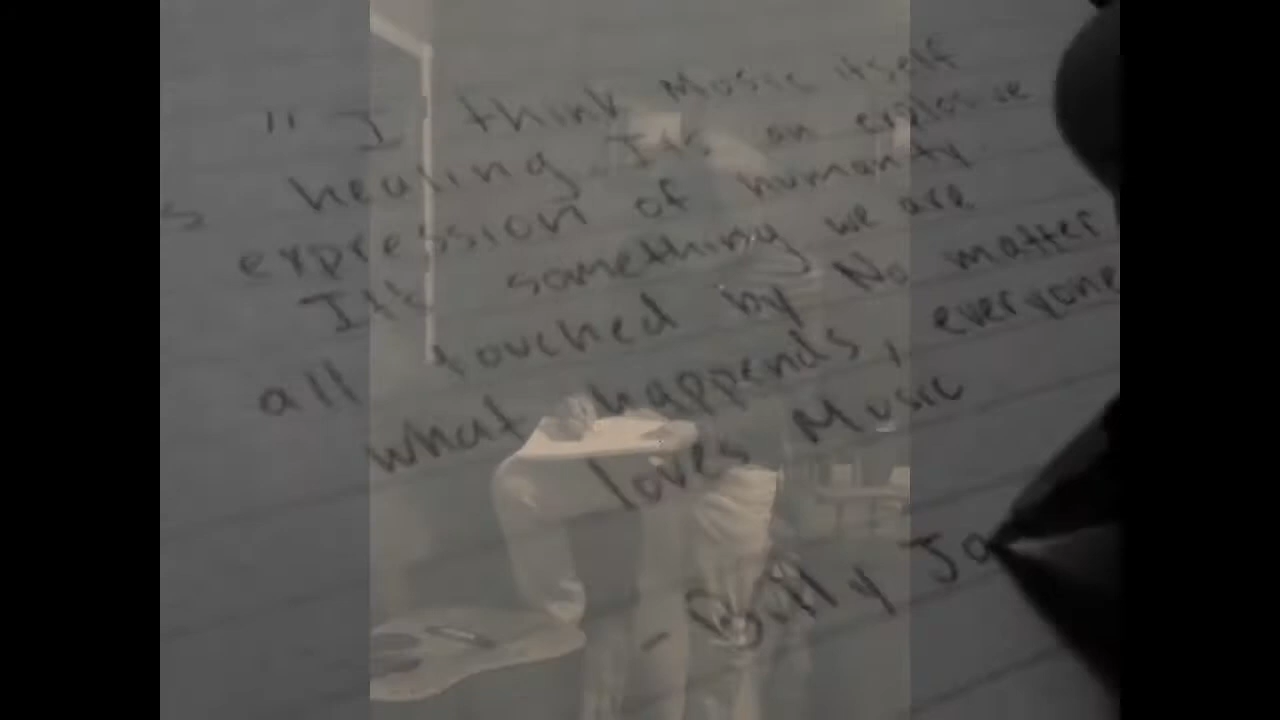 " I think Music itself
s healing. It's an explosive
expression of humanity
It's something we are
all touched by No matter
what happends, everyone
loves Music
- Billy Jo